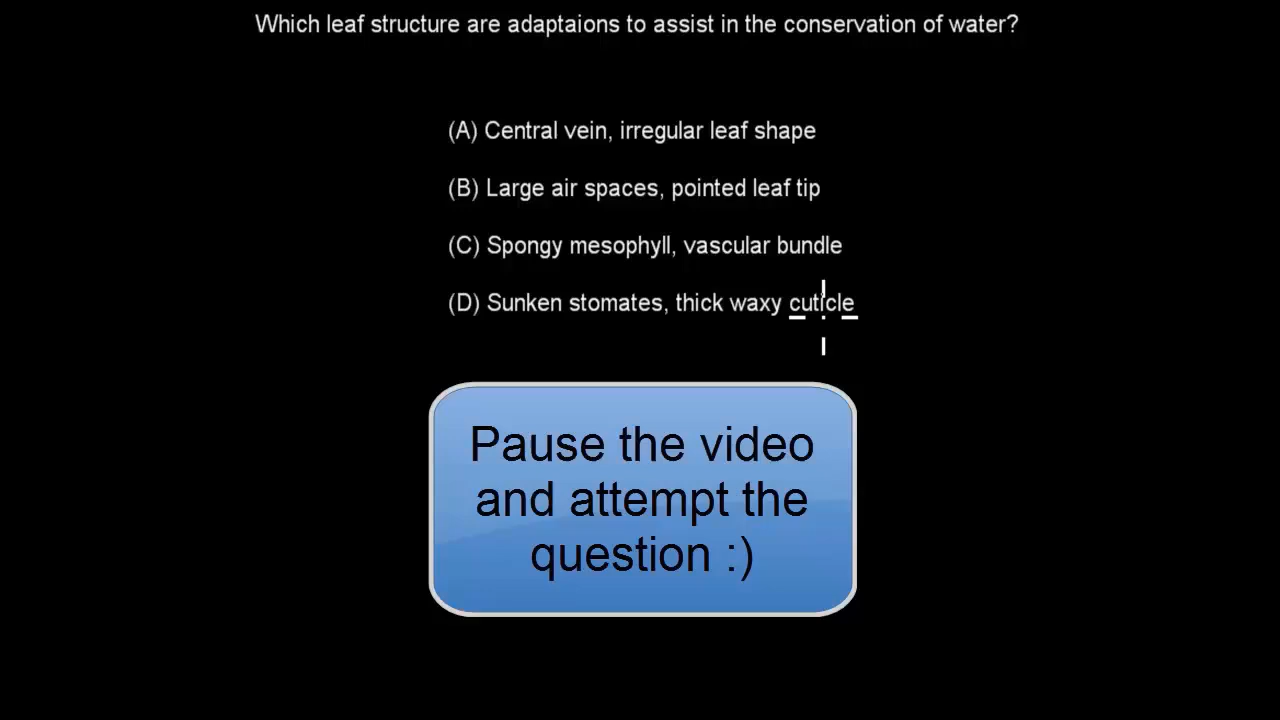 Which leaf structure are adaptaions to assist in the conservation of water?
(A) Central vein, irregular leaf shape
(B) Large air spaces, pointed leaf tip
(C) Spongy mesophyll, vascular bundle
(D) Sunken stomates, thick waxy cuticle
Pause the video
and attempt the
question :)